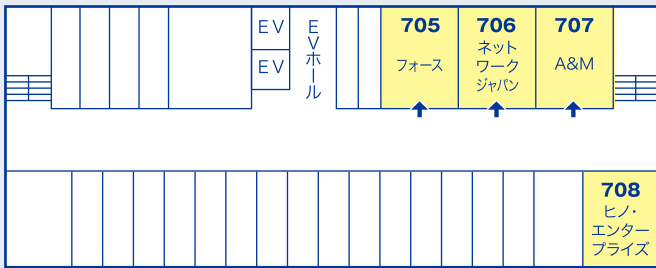 EV
EV
EVホール
705
フォース
706
ネット
ワーク
ジャパン
707
A&M
708
ヒノ・
エンター
プライズ